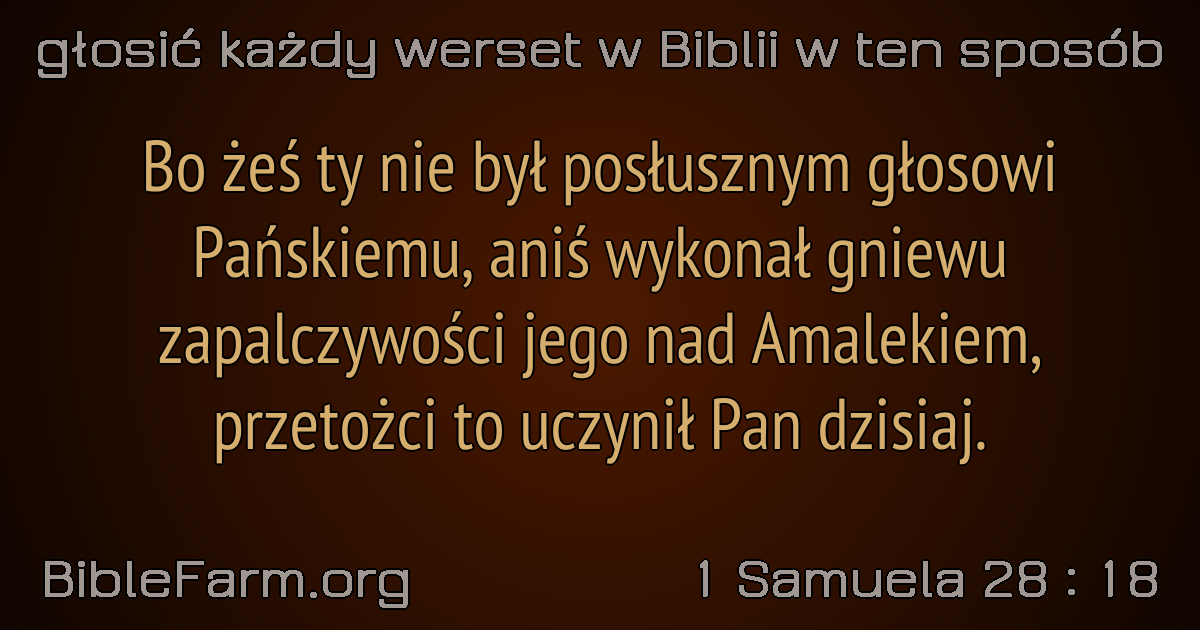 głosić każdy werset w Biblii w ten sposób
Bo żeś ty nie był posłusznym głosowi
Pańskiemu, aniś wykonał gniewu
zapalczywości jego nad Amalekiem,
przetożci to uczynił Pan dzisiaj.
BibleFarm.org
1 Samuela 28 : 18